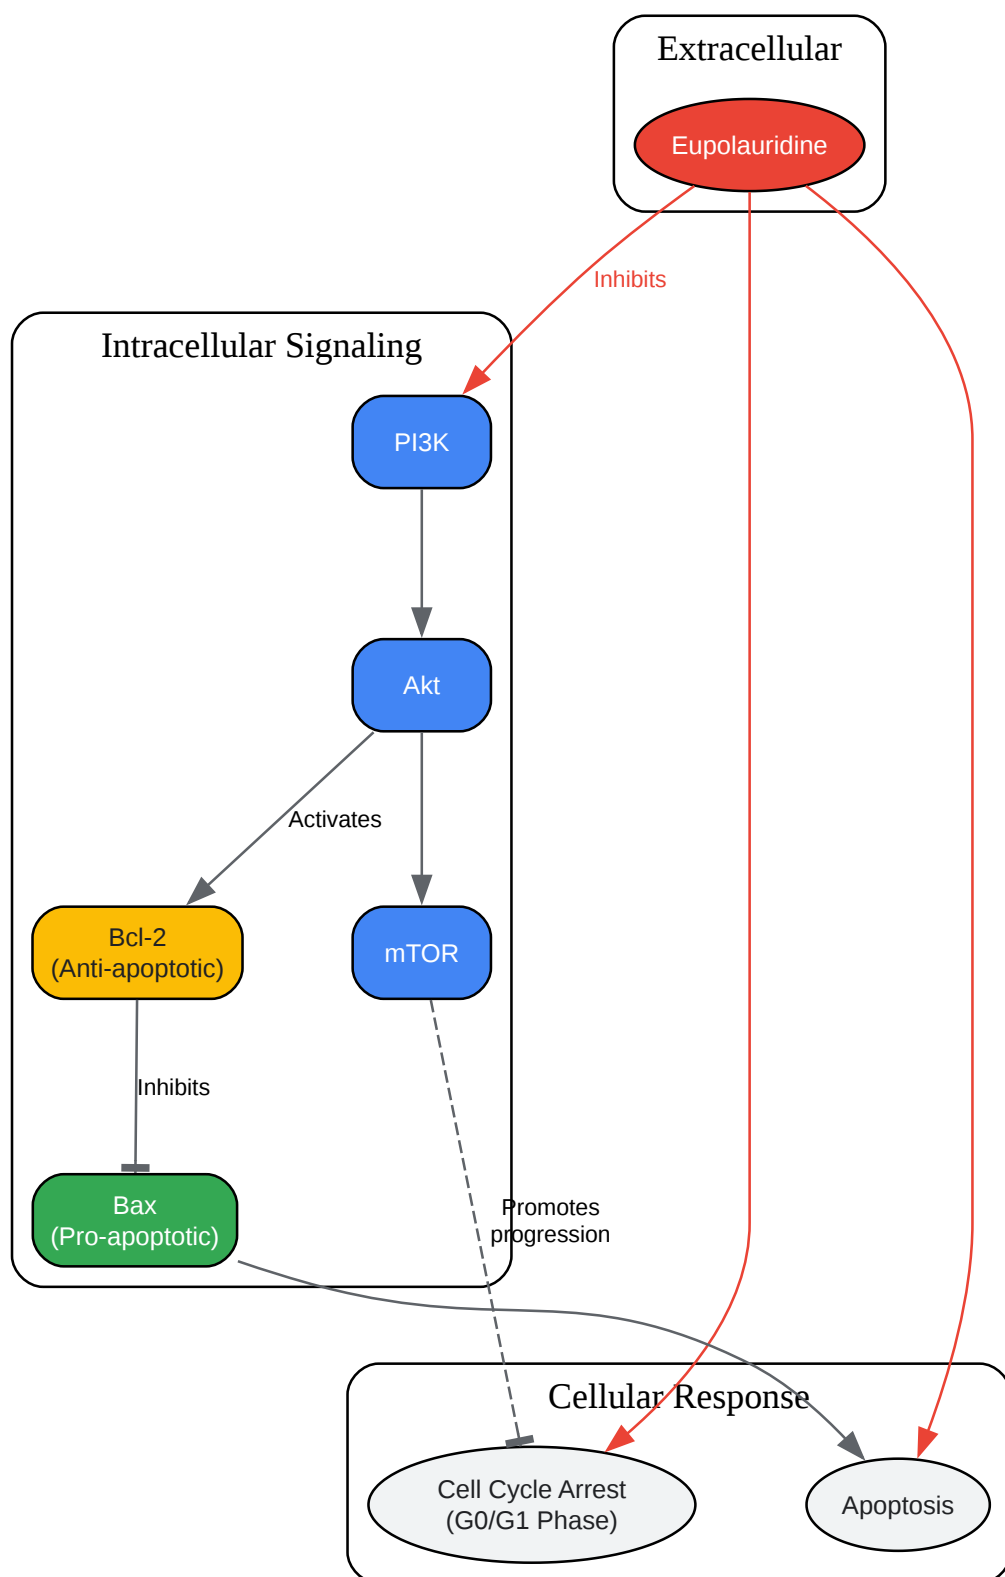 Extracellular
Eupolauridine
Inhibits
Intracellular Signaling
PI3K
Akt
Activates
Bcl-2
(Anti-apoptotic)
mTOR
Inhibits
Bax
(Pro-apoptotic)
Promotes
progression
Cellular Response
Cell Cycle Arrest
(G0/G1 Phase)
Apoptosis